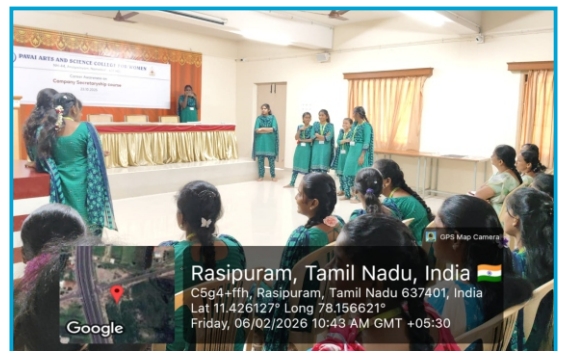 PAVAI ARTS AND SCIENCE COLLEGE FOR WOMEN
Company Secretaryship
GPS Map Camera
Rasipuram, Tamil Nadu, India
C5g4+ffh, Rasipuram, Tamil Nadu 637401, India
Lat 11.426127° Long 78.156621°
Friday, 06/02/2026 10:43 AM GMT +05:30
Google